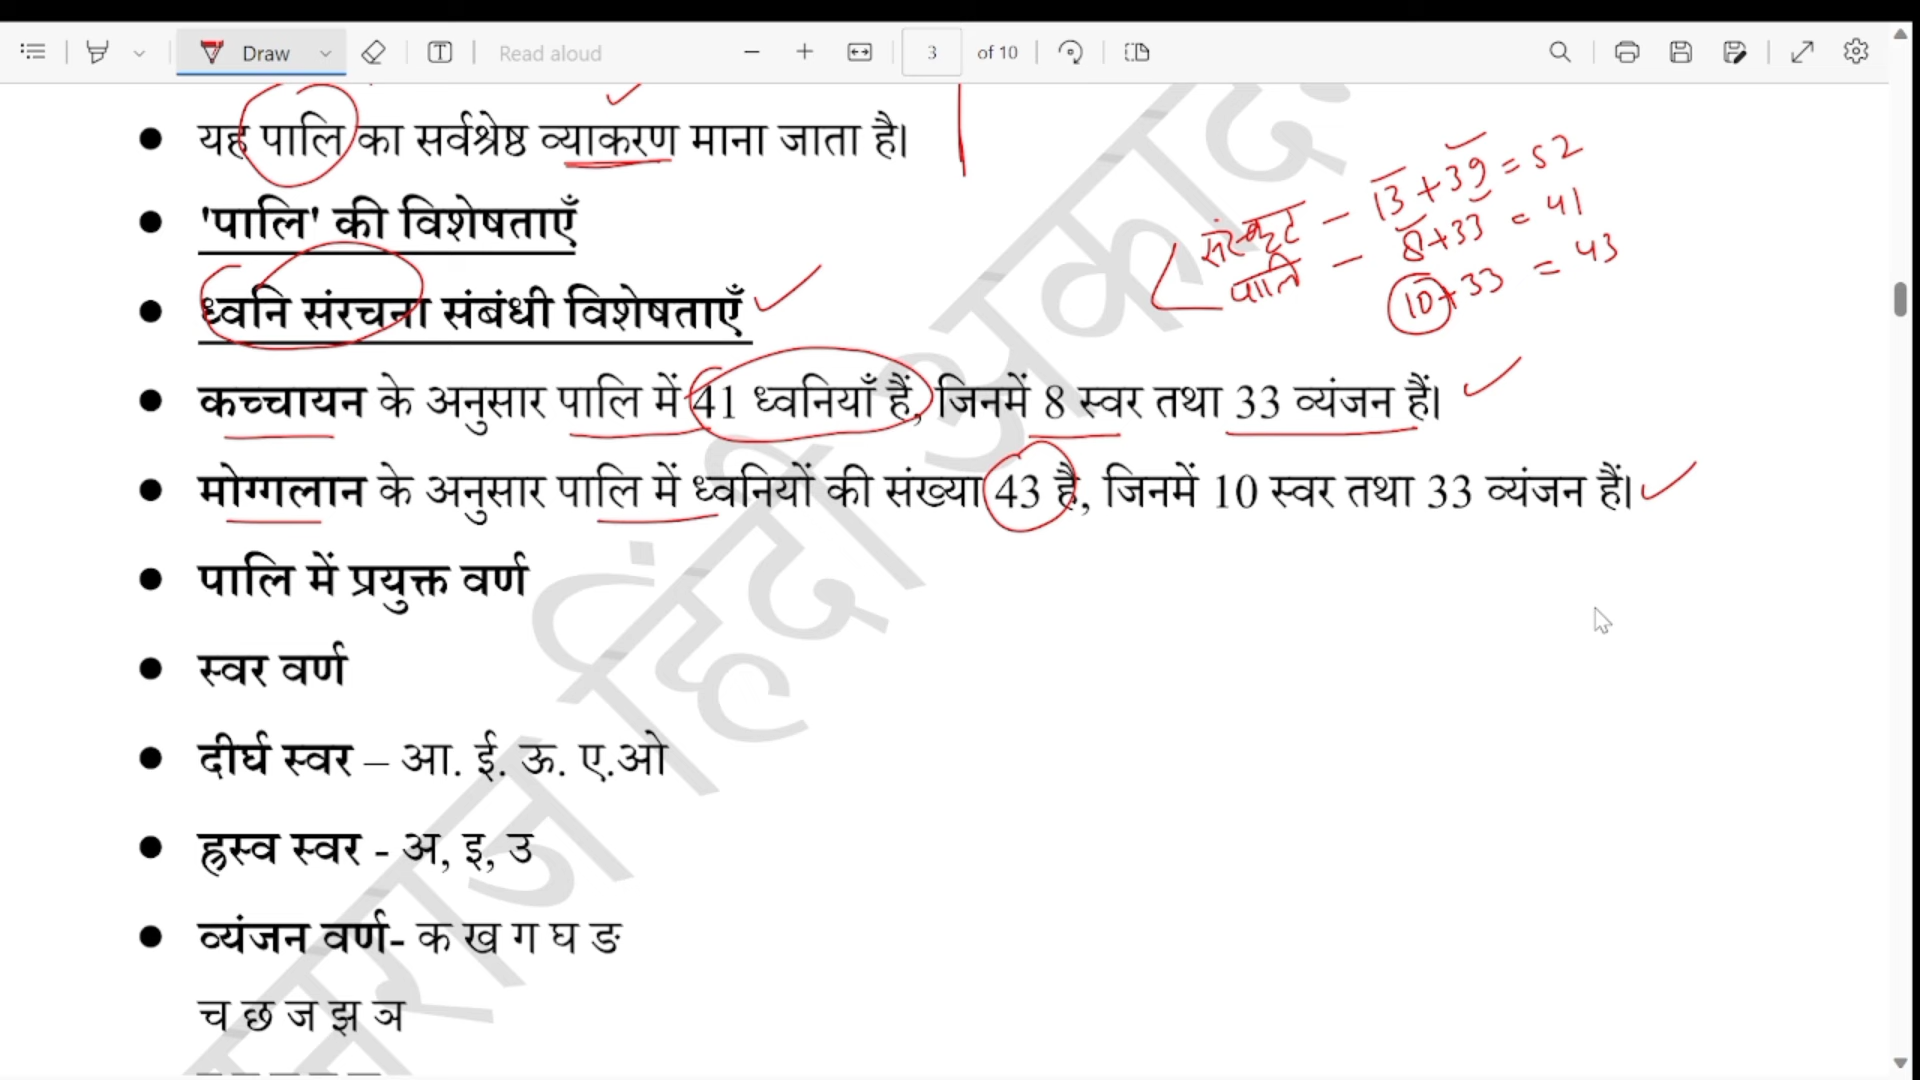 Draw
Read aloud
3 of 10
यह पालि का सर्वश्रेष्ठ व्याकरण माना जाता है।
'पालि' की विशेषताएँ
ध्वनि संरचना संबंधी विशेषताएँ
संस्कृत – 13+39 = 52
पालि – 8+33 = 41
10+33 = 43
कच्चायन के अनुसार पालि में 41 ध्वनियाँ हैं, जिनमें 8 स्वर तथा 33 व्यंजन हैं।
मोग्गलान के अनुसार पालि में ध्वनियों की संख्या 43 है, जिनमें 10 स्वर तथा 33 व्यंजन हैं।
पालि में प्रयुक्त वर्ण
स्वर वर्ण
दीर्घ स्वर – आ. ई. ऊ. ए.ओ
ह्रस्व स्वर - अ, इ, उ
व्यंजन वर्ण- क ख ग घ ङ
च छ ज झ ञ